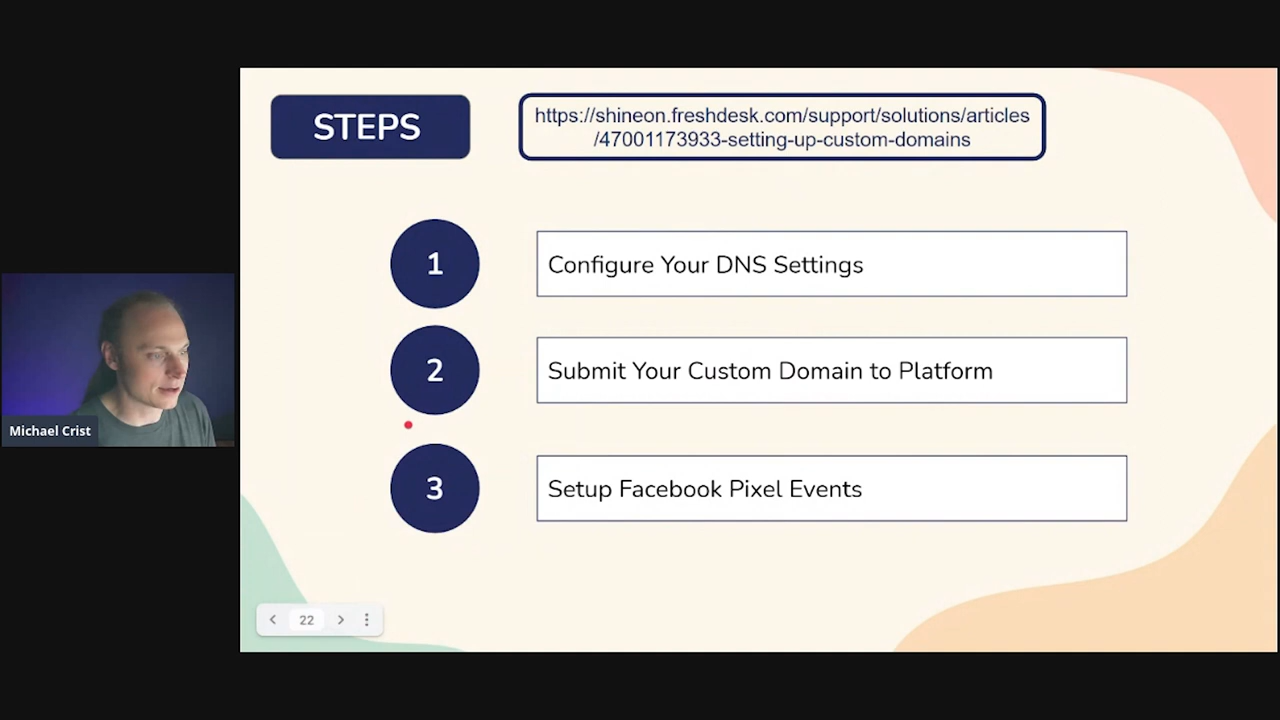 STEPS
https://shineon.freshdesk.com/support/solutions/articles
/47001173933-setting-up-custom-domains
1
Configure Your DNS Settings
2
Submit Your Custom Domain to Platform
3
Setup Facebook Pixel Events
Michael Crist
22